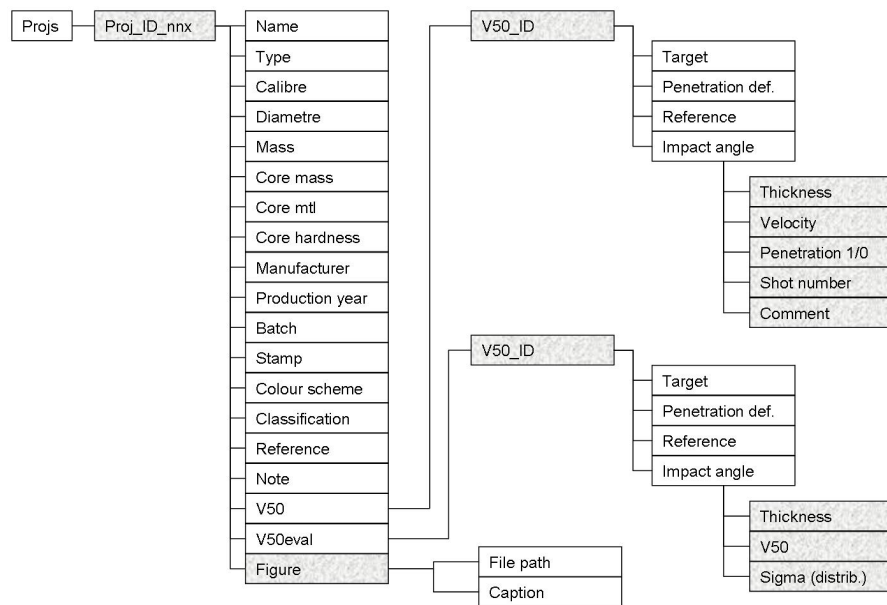 Projs
Proj_ID_nnx
Name
Type
Calibre
Diametre
Mass
Core mass
Core mtl
Core hardness
Manufacturer
Production year
Batch
Stamp
Colour scheme
Classification
Reference
Note
V50
V50eval
Figure
V50_ID
Target
Penetration def.
Reference
Impact angle
Thickness
Velocity
Penetration 1/0
Shot number
Comment
V50_ID
Target
Penetration def.
Reference
Impact angle
Thickness
V50
Sigma (distrib.)
File path
Caption